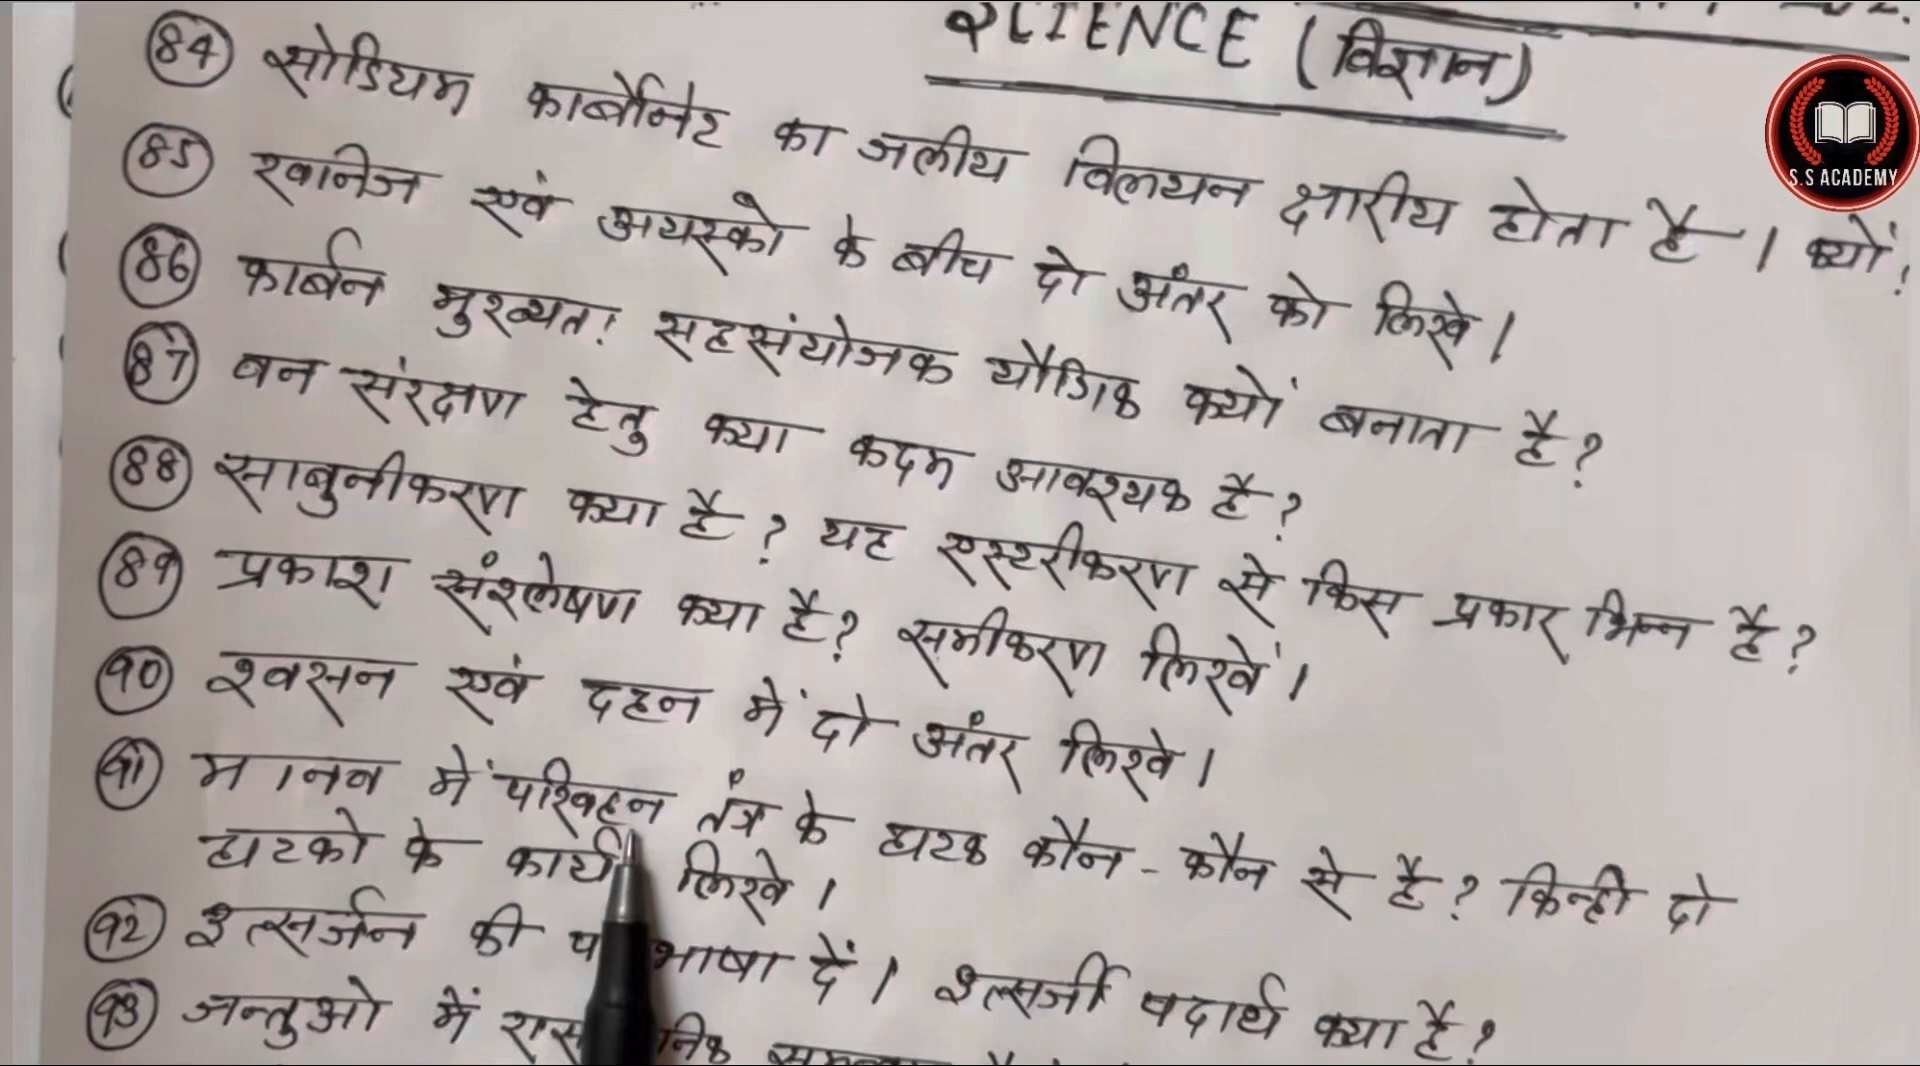 SCIENCE (विज्ञान)
S.S ACADEMY
84 सोडियम कार्बोनेट का जलीय विलयन क्षारीय होता है। क्यों?
85 खनिज एवं अयस्को के बीच दो अंतर को लिखे।
86 कार्बन मुख्यतः सहसंयोजक यौगिक क्यों बनाता है?
87 वन संरक्षण हेतु क्या कदम आवश्यक है?
88 साबुनीकरण क्या है? यह एस्टरीकरण से किस प्रकार भिन्न है?
89 प्रकाश संश्लेषण क्या है? समीकरण लिखें।
90 श्वसन एवं दहन में दो अंतर लिखे।
91 मानव में परिवहन तंत्र के घटक कौन-कौन से है? किन्ही दो
घटको के कार्य लिखे।
92 उत्सर्जन की दें। उत्सर्जी पदार्थ क्या है?
93 जन्तुओ में